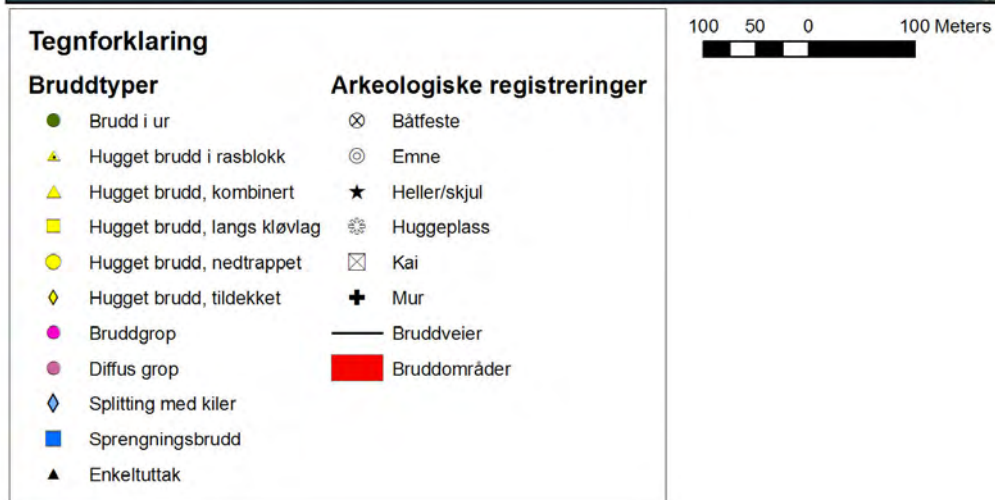 Tegnforklaring
Bruddtyper
Brudd i ur
Hugget brudd i rasblokk
Hugget brudd, kombinert
Hugget brudd, langs kløvlag
Hugget brudd, nedtrappet
Hugget brudd, tildekket
Bruddgrop
Diffus grop
Splitting med kiler
Sprengningsbrudd
Enkeltuttak
Arkeologiske registreringer
Båtfeste
Emne
Heller/skjul
Huggeplass
Kai
Mur
Bruddveier
Bruddområder
100 50 0 100 Meters